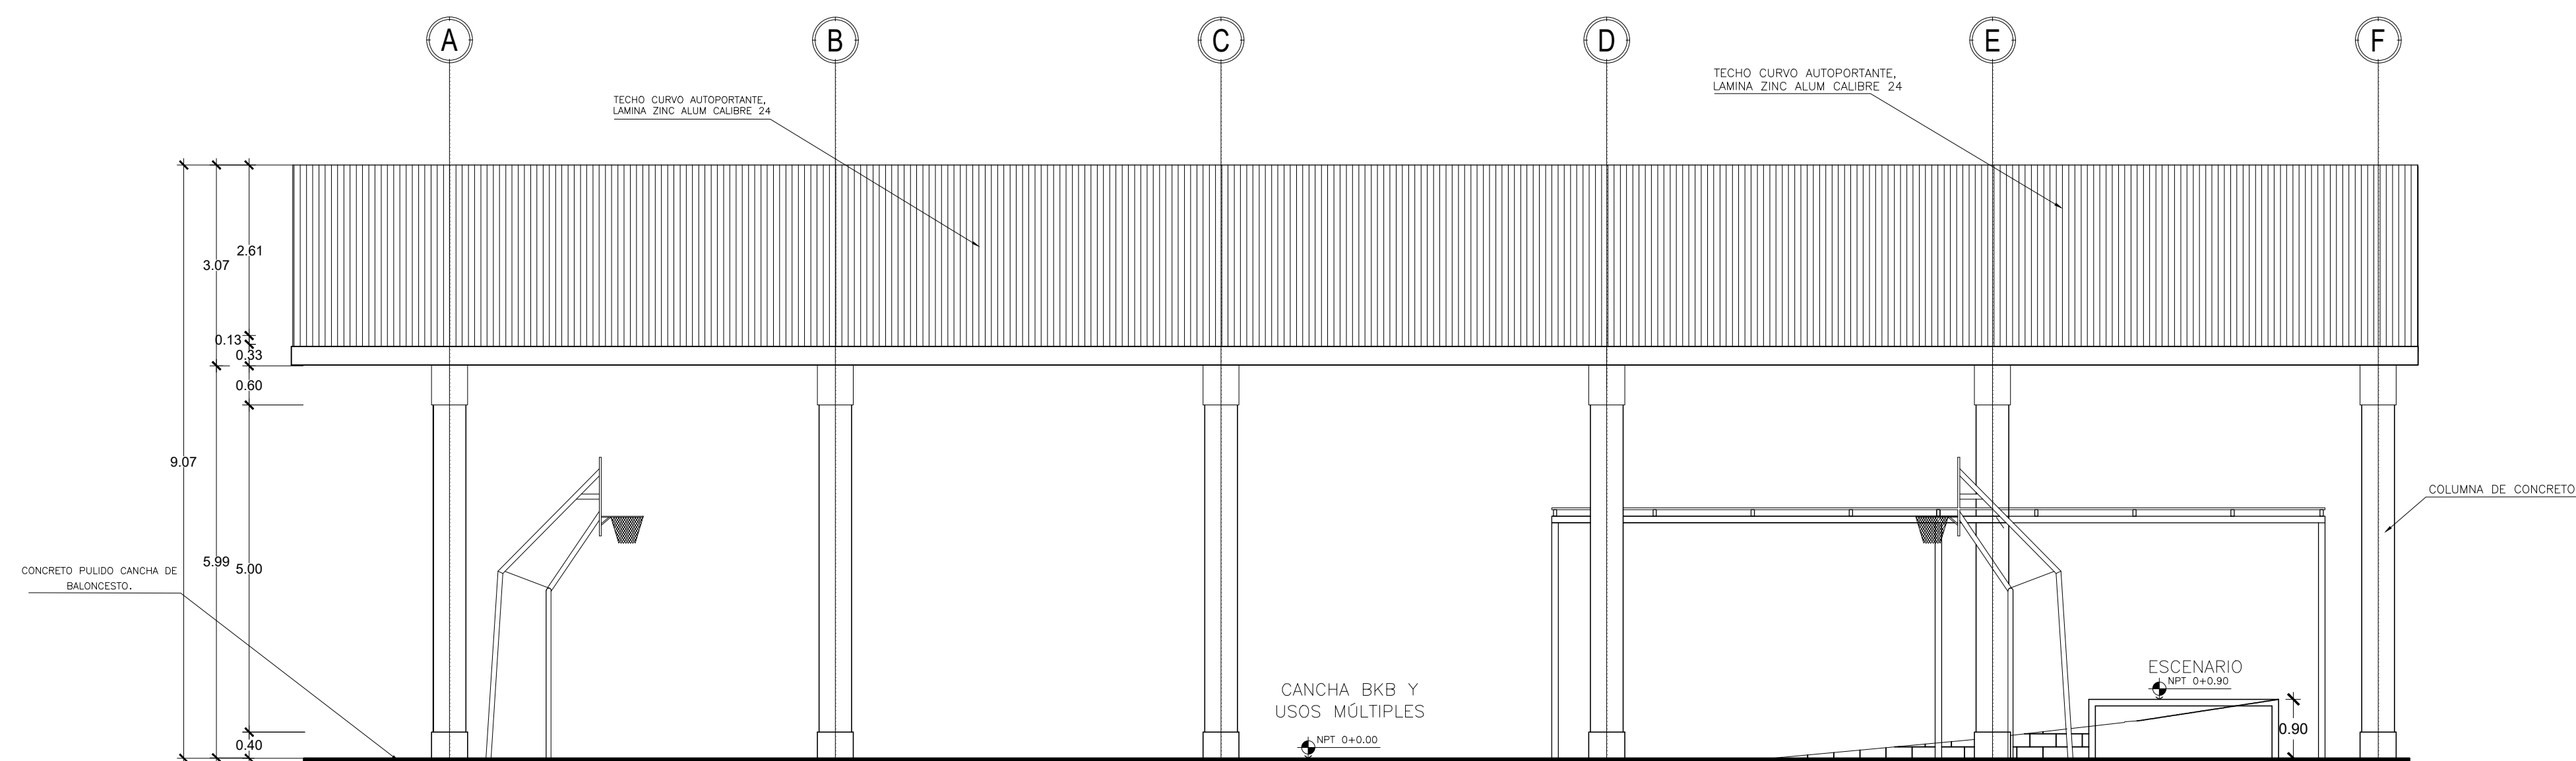 A
B
C
D
E
F
TECHO CURVO AUTOPORTANTE,
LAMINA ZINC ALUM CALIBRE 24
TECHO CURVO AUTOPORTANTE,
LAMINA ZINC ALUM CALIBRE 24
2.61
3.07
0.13
0.33
0.60
9.07
COLUMNA DE CONCRETO
5.99
5.00
CONCRETO PULIDO CANCHA DE
BALONCESTO.
ESCENARIO
NPT 0+0.90
CANCHA BKB Y
USOS MÚLTIPLES
NPT 0+0.00
0.90
0.40